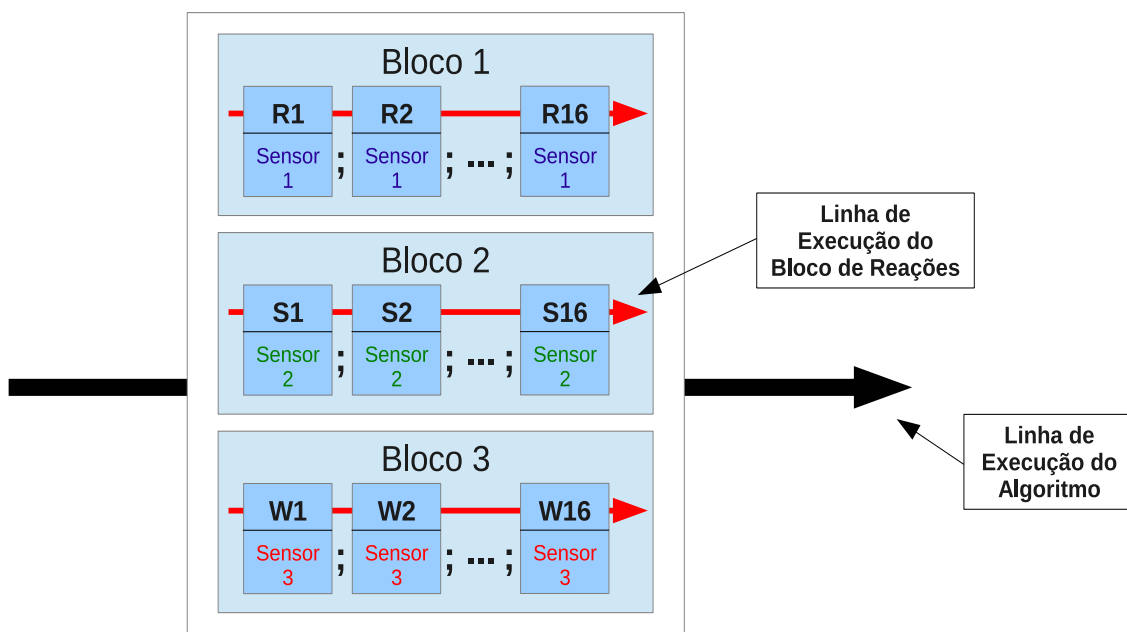 Bloco 1
R1 R2 R16
Sensor 1 ; Sensor 1 ; ... ; Sensor 1
Bloco 2
S1 S2 S16
Sensor 2 ; Sensor 2 ; ... ; Sensor 2
Bloco 3
W1 W2 W16
Sensor 3 ; Sensor 3 ; ... ; Sensor 3
Linha de
Execução do
Bloco de Reações
Linha de
Execução do
Algoritmo